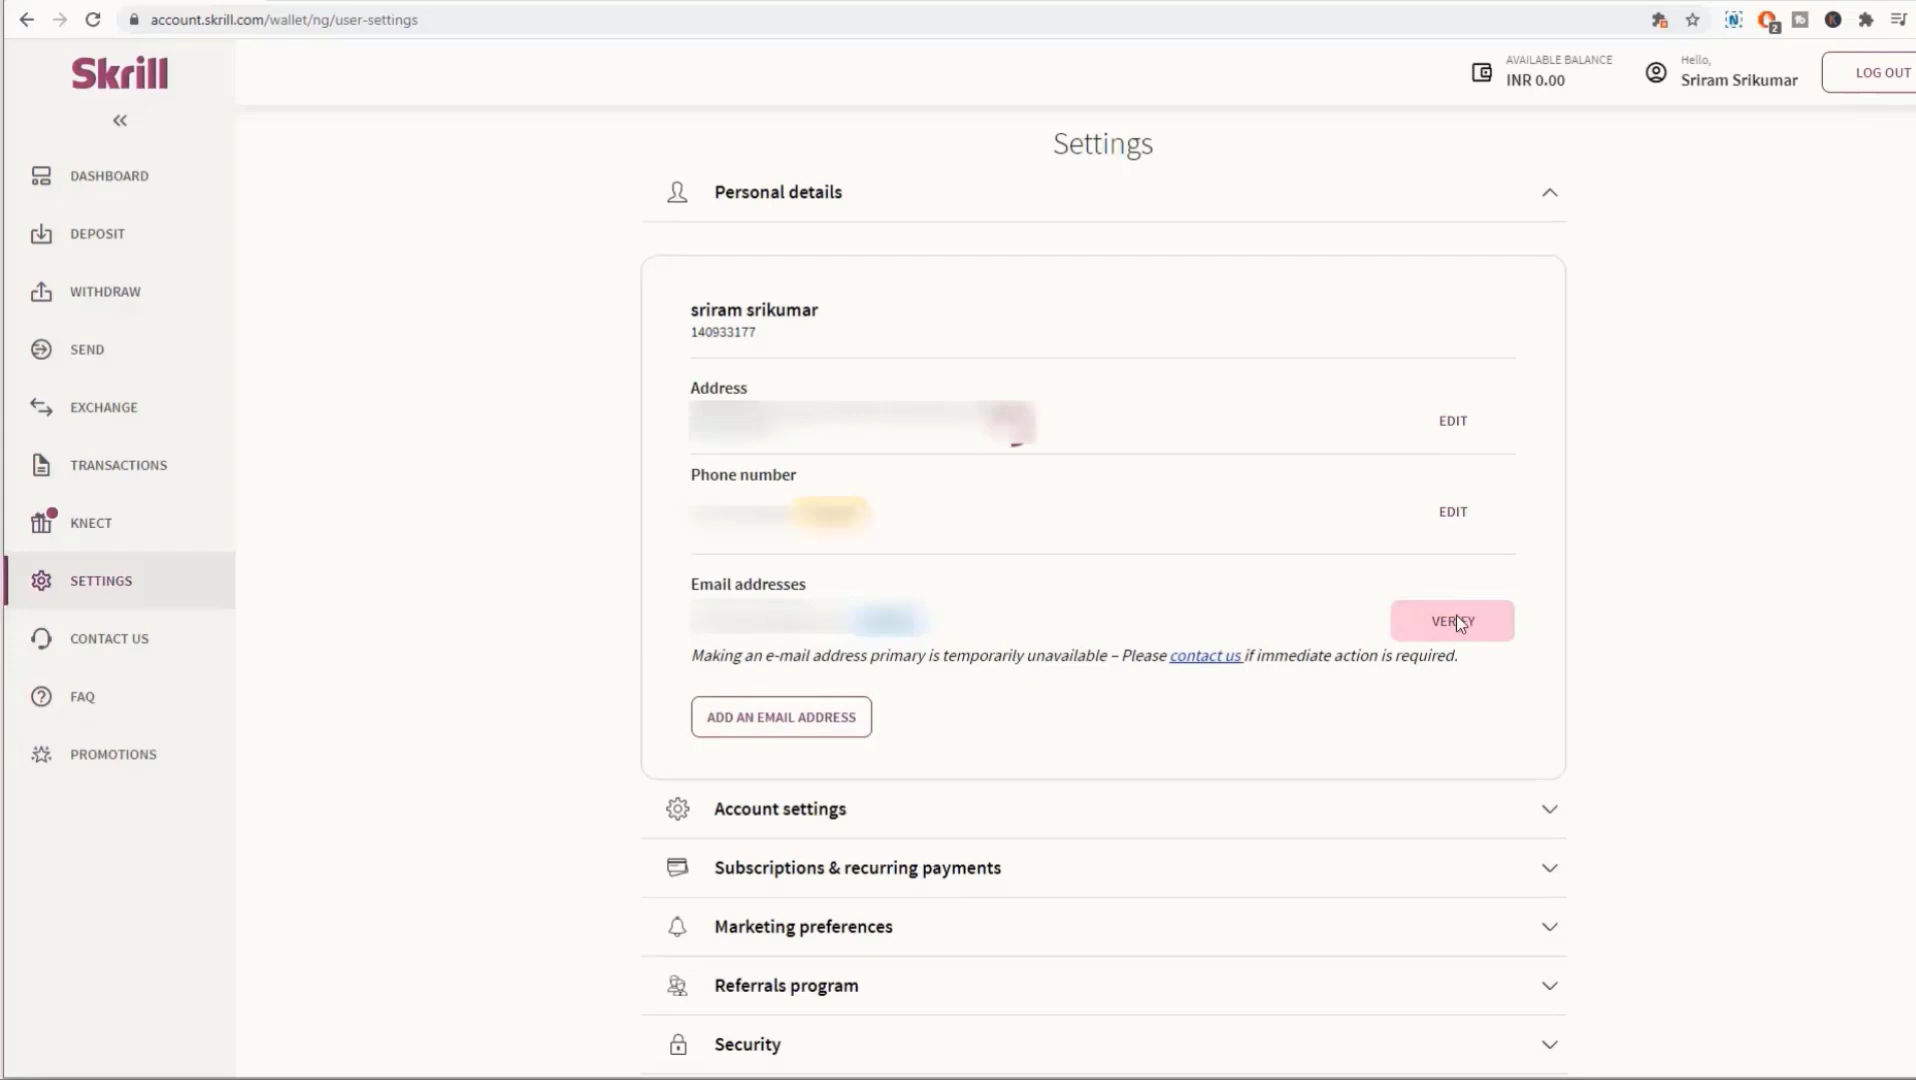 account.skrill.com/wallet/ng/user-settings
2
Skrill
AVAILABLE BALANCE
INR 0.00
Hello,
Sriram Srikumar
LOG OUT
«
DASHBOARD
DEPOSIT
WITHDRAW
SEND
EXCHANGE
TRANSACTIONS
KNECT
SETTINGS
CONTACT US
FAQ
PROMOTIONS
Settings
Personal details
sriram srikumar
140933177
Address
EDIT
Phone number
EDIT
Email addresses
VERIFY
Making an e-mail address primary is temporarily unavailable – Please contact us if immediate action is required.
ADD AN EMAIL ADDRESS
Account settings
Subscriptions & recurring payments
Marketing preferences
Referrals program
Security